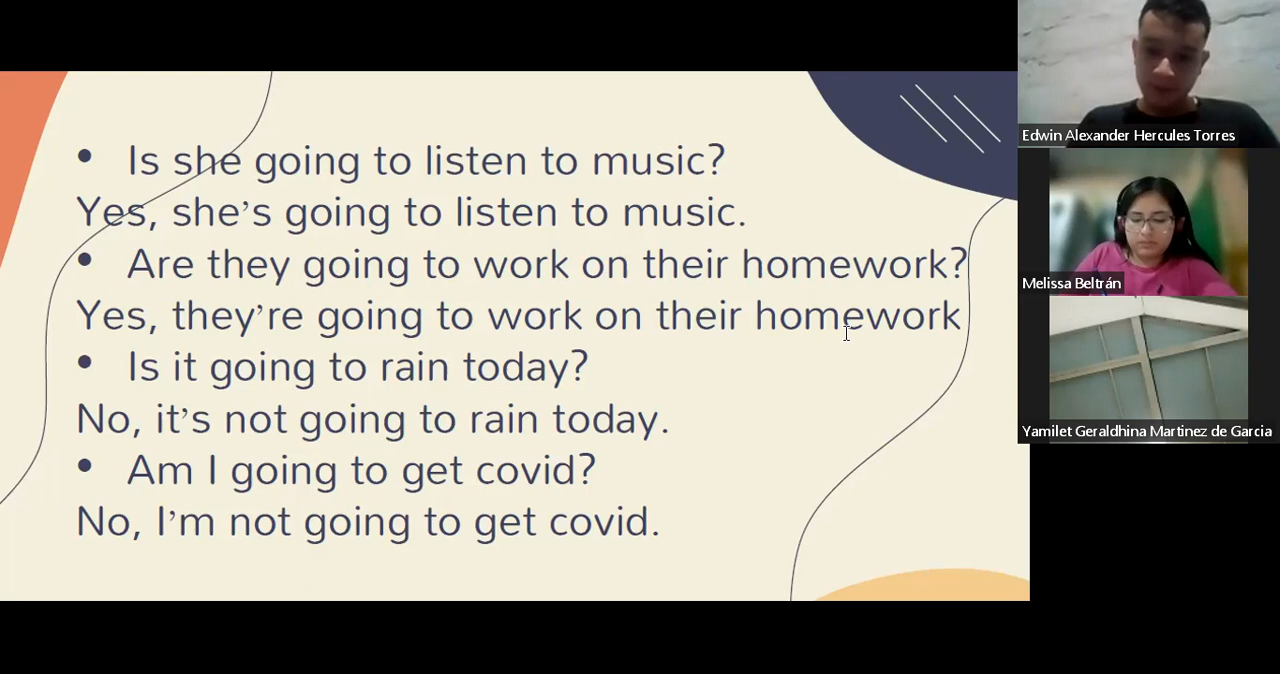 • Is she going to listen to music?
Yes, she’s going to listen to music.
• Are they going to work on their homework?
Yes, they’re going to work on their homework
• Is it going to rain today?
No, it’s not going to rain today.
• Am I going to get covid?
No, I’m not going to get covid.
Edwin Alexander Hercules Torres
Melissa Beltrán
Yamilet Geraldhina Martinez de Garcia